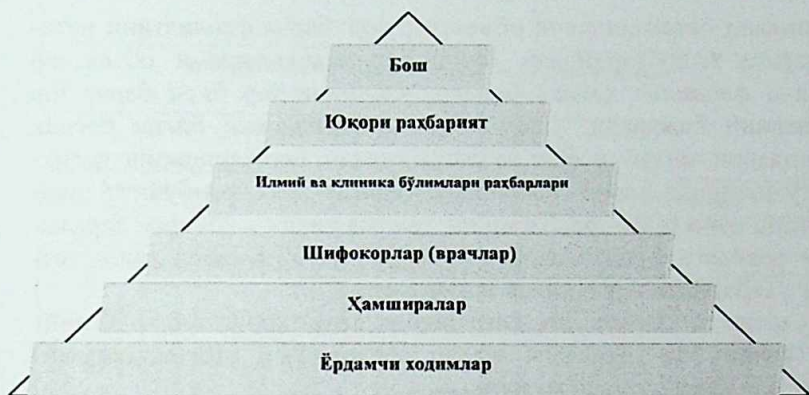 Бош
Юқори раҳбарият
Илмий ва клиника бўлимлари раҳбарлари
Шифокорлар (врачлар)
Ҳамширалар
Ёрдамчи ходимлар